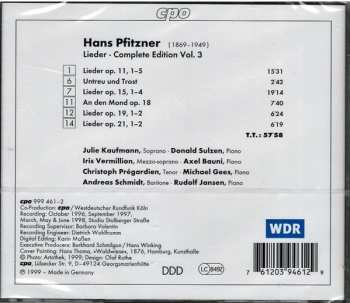 cpo
Hans Pfitzner (1869-1949)
Lieder - Complete Edition Vol. 3
1 Lieder op. 11, 1-5 15'31
6 Untreu und Trost 2'42
7 Lieder op. 15, 1-4 19'14
11 An den Mond op. 18 7'40
12 Lieder op. 19, 1-2 6'24
14 Lieder op. 21, 1-2 6'19
T.T.: 57'58
Julie Kaufmann, Soprano · Donald Sulzen, Piano
Iris Vermillion, Mezzo-soprano · Axel Bauni, Piano
Christoph Prégardien, Tenor · Michael Gees, Piano
Andreas Schmidt, Baritone · Rudolf Jansen, Piano
cpo 999 461-2
Co-Production: cpo / Westdeutscher Rundfunk Köln
Recording: October 1996, September 1997,
March, May & June 1998, Studio Stolberger Straße
Recording Supervisor: Barbara Valentin
Recording Engineer: Dietrich Wohlfromm
Digital Editing: Karin Maßen
Executive Producers: Burkhard Schmilgun / Hans Winking
Cover Painting: Hans Thoma, »Waldwiese«, 1876, Hamburg, Kunsthalle
© Photo: Artothek, 1999; Design: Olaf Rothe
cpo, Lübecker Str. 9, D-49124 Georgsmarienhütte
℗ 1999 - Made in Germany
DDD
LC 8492
WDR
7 61203 94612 9